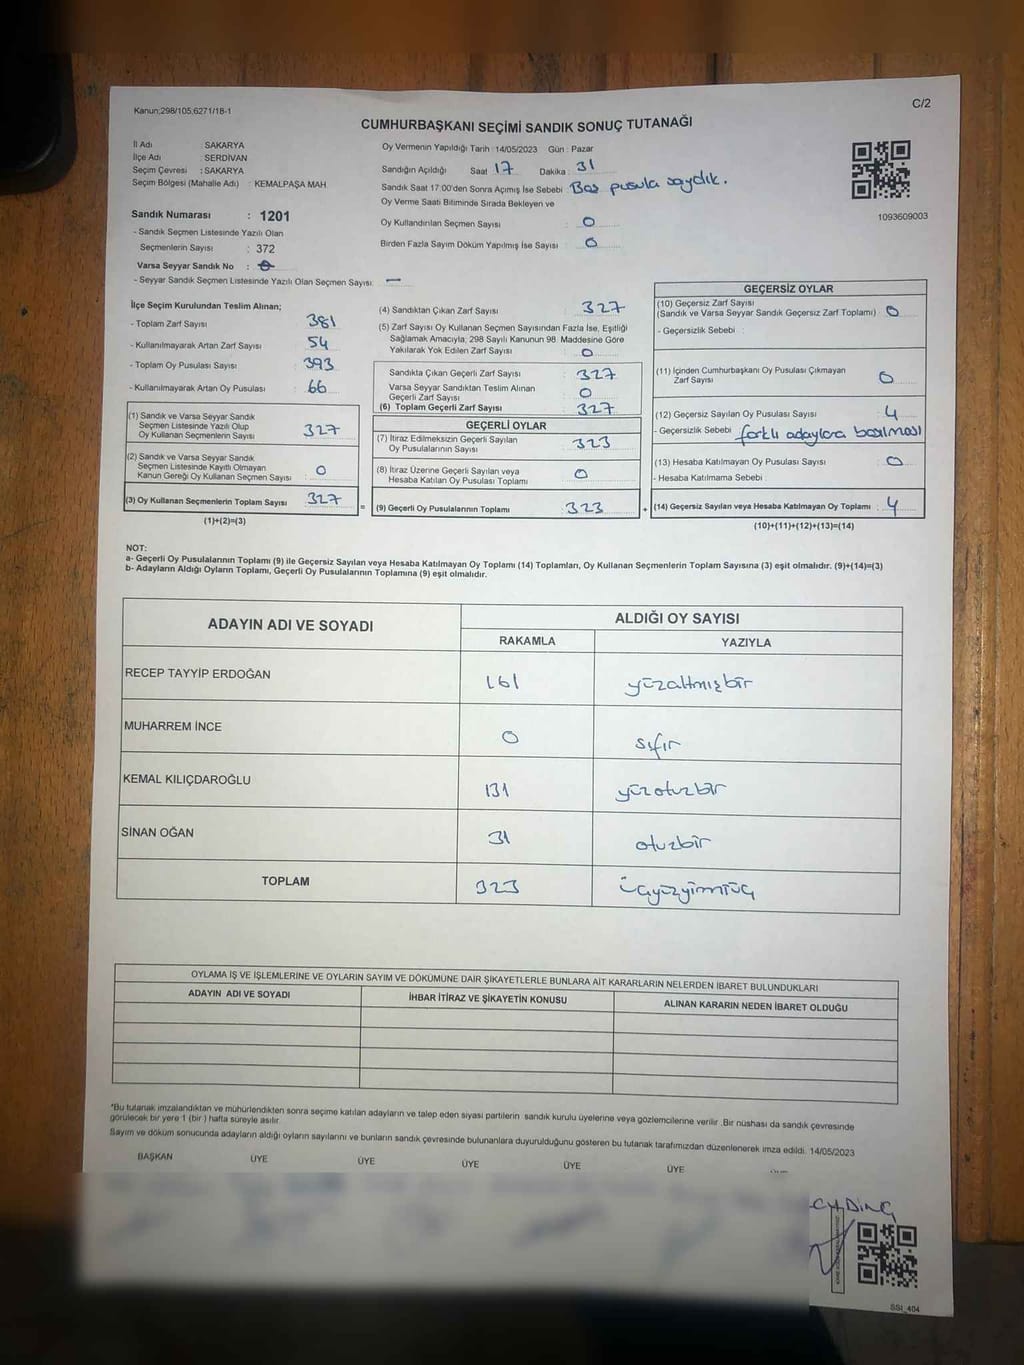 Kanun;298/105;6271/18-1
C/2
CUMHURBAŞKANI SEÇİMİ SANDIK SONUÇ TUTANAĞI
İl Adı : SAKARYA
İlçe Adı : SERDİVAN
Seçim Çevresi : SAKARYA
Seçim Bölgesi (Mahalle Adı) : KEMALPAŞA MAH
Sandık Numarası : 1201
- Sandık Seçmen Listesinde Yazılı Olan
Seçmenlerin Sayısı : 372
Varsa Seyyar Sandık No : 0
- Seyyar Sandık Seçmen Listesinde Yazılı Olan Seçmen Sayısı: —
Oy Vermenin Yapıldığı Tarih : 14/05/2023 Gün : Pazar
Sandığın Açıldığı Saat 17 Dakika : 31
Sandık Saat 17:00'den Sonra Açımış İse Sebebi : Boş pusula saydık.
Oy Verme Saati Bitiminde Sırada Bekleyen ve
Oy Kullandırılan Seçmen Sayısı : 0
Birden Fazla Sayım Döküm Yapılmış İse Sayısı : 0
1093609003
İlçe Seçim Kurulundan Teslim Alınan;
- Toplam Zarf Sayısı : 381
- Kullanılmayarak Artan Zarf Sayısı : 54
- Toplam Oy Pusulası Sayısı : 393
- Kullanılmayarak Artan Oy Pusulası : 66
(1) Sandık ve Varsa Seyyar Sandık
Seçmen Listesinde Yazılı Olup
Oy Kullanan Seçmenlerin Sayısı : 327
(2) Sandık ve Varsa Seyyar Sandık
Seçmen Listesinde Kayıtlı Olmayan
Kanun Gereği Oy Kullanan Seçmen Sayısı : 0
(3) Oy Kullanan Seçmenlerin Toplam Sayısı : 327
(1)+(2)=(3)
(4) Sandıktan Çıkan Zarf Sayısı : 327
(5) Zarf Sayısı Oy Kullanan Seçmen Sayısından Fazla İse, Eşitliği
Sağlamak Amacıyla; 298 Sayılı Kanunun 98. Maddesine Göre
Yakılarak Yok Edilen Zarf Sayısı : 0
Sandıkta Çıkan Geçerli Zarf Sayısı : 327
Varsa Seyyar Sandıktan Teslim Alınan
Geçerli Zarf Sayısı : 0
(6) Toplam Geçerli Zarf Sayısı : 327
GEÇERLİ OYLAR
(7) İtiraz Edilmeksizin Geçerli Sayılan
Oy Pusulalarının Sayısı : 323
(8) İtiraz Üzerine Geçerli Sayılan veya
Hesaba Katılan Oy Pusulası Toplamı : 0
= (9) Geçerli Oy Pusulalarının Toplamı : 323
GEÇERSİZ OYLAR
(10) Geçersiz Zarf Sayısı
(Sandık ve Varsa Seyyar Sandık Geçersiz Zarf Toplamı) : 0
- Geçersizlik Sebebi :
(11) İçinden Cumhurbaşkanı Oy Pusulası Çıkmayan
Zarf Sayısı : 0
(12) Geçersiz Sayılan Oy Pusulası Sayısı : 4
- Geçersizlik Sebebi : farklı adaylara basılması
(13) Hesaba Katılmayan Oy Pusulası Sayısı : 0
- Hesaba Katılmama Sebebi :
+ (14) Geçersiz Sayılan veya Hesaba Katılmayan Oy Toplamı : 4
(10)+(11)+(12)+(13)=(14)
NOT:
a- Geçerli Oy Pusulalarının Toplamı (9) ile Geçersiz Sayılan veya Hesaba Katılmayan Oy Toplamı (14) Toplamları, Oy Kullanan Seçmenlerin Toplam Sayısına (3) eşit olmalıdır. (9)+(14)=(3)
b- Adayların Aldığı Oyların Toplamı, Geçerli Oy Pusulalarının Toplamına (9) eşit olmalıdır.
ADAYIN ADI VE SOYADI
ALDIĞI OY SAYISI
RAKAMLA YAZIYLA
RECEP TAYYİP ERDOĞAN 161 yüzaltmışbir
MUHARREM İNCE 0 sıfır
KEMAL KILIÇDAROĞLU 131 yüzotuzbir
SİNAN OĞAN 31 otuzbir
TOPLAM 323 üçyüzyirmiüç
OYLAMA İŞ VE İŞLEMLERİNE VE OYLARIN SAYIM VE DÖKÜMÜNE DAİR ŞİKAYETLERLE BUNLARA AİT KARARLARIN NELERDEN İBARET BULUNDUKLARI
ADAYIN ADI VE SOYADI İHBAR İTİRAZ VE ŞİKAYETİN KONUSU ALINAN KARARIN NEDEN İBARET OLDUĞU
*Bu tutanak imzalandıktan ve mühürlendikten sonra seçime katılan adayların ve talep eden siyasi partilerin sandık kurulu üyelerine veya gözlemcilerine verilir .Bir nüshası da sandık çevresinde
görülecek bir yere 1 (bir ) hafta süreyle asılır.
Sayım ve döküm sonucunda adayların aldığı oyların sayılarını ve bunların sandık çevresinde bulunanlara duyurulduğunu gösteren bu tutanak tarafımızdan düzenlenerek imza edildi. 14/05/2023
BAŞKAN ÜYE ÜYE ÜYE ÜYE ÜYE
SSI_404